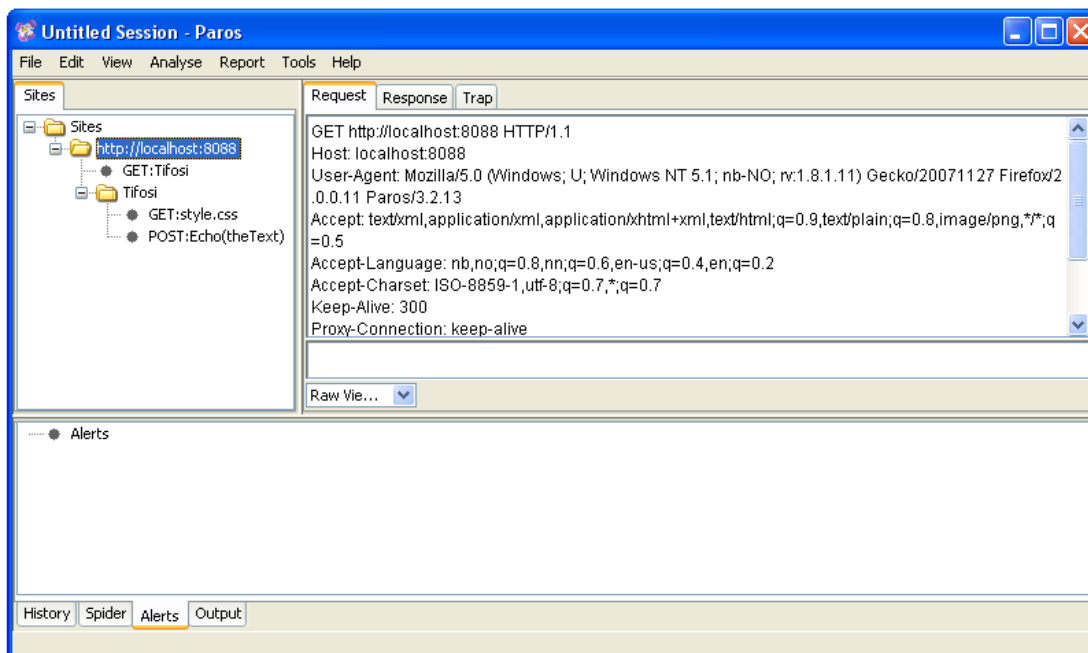 Untitled Session - Paros
File Edit View Analyse Report Tools Help
Sites
Sites
http://localhost:8088
GET:Tifosi
Tifosi
GET:style.css
POST:Echo(theText)
Request Response Trap
GET http://localhost:8088 HTTP/1.1
Host: localhost:8088
User-Agent: Mozilla/5.0 (Windows; U; Windows NT 5.1; nb-NO; rv:1.8.1.11) Gecko/20071127 Firefox/2
.0.0.11 Paros/3.2.13
Accept: text/xml,application/xml,application/xhtml+xml,text/html;q=0.9,text/plain;q=0.8,image/png,*/*;q
=0.5
Accept-Language: nb,no;q=0.8,nn;q=0.6,en-us;q=0.4,en;q=0.2
Accept-Charset: ISO-8859-1,utf-8;q=0.7,*;q=0.7
Keep-Alive: 300
Proxy-Connection: keep-alive
Raw Vie...
Alerts
History Spider Alerts Output